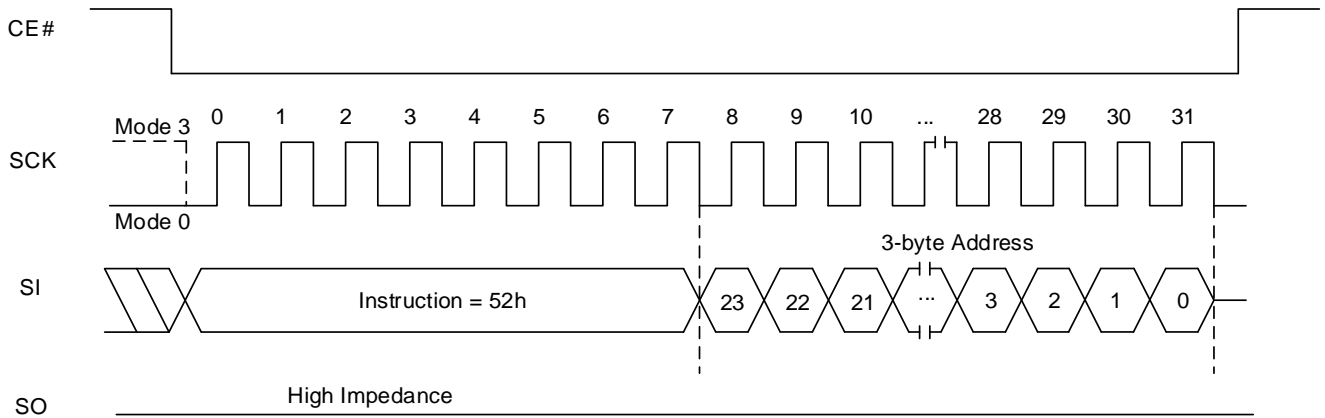 CE#
0 1 2 3 4 5 6 7 8 9 10 ... 28 29 30 31
Mode 3
SCK
Mode 0
3-byte Address
SI
Instruction = 52h 23 22 21 ... 3 2 1 0
High Impedance
SO